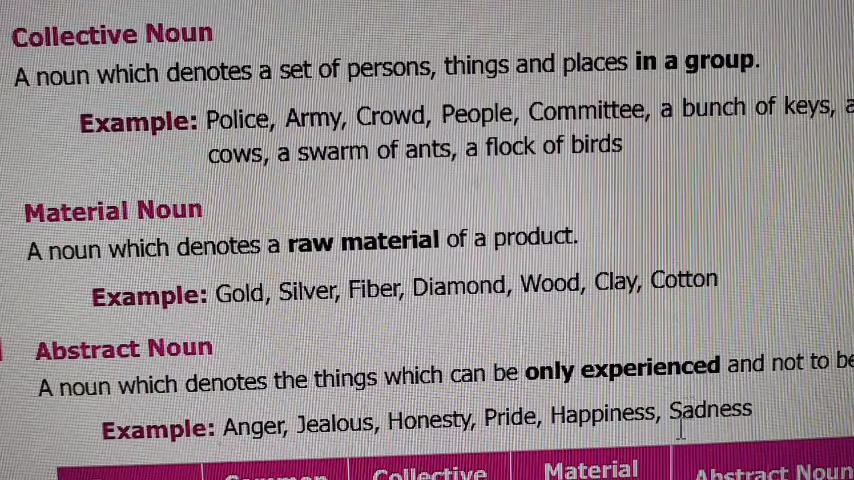 Collective Noun
A noun which denotes a set of persons, things and places in a group.
Example: Police, Army, Crowd, People, Committee, a bunch of keys, a
cows, a swarm of ants, a flock of birds
Material Noun
A noun which denotes a raw material of a product.
Example: Gold, Silver, Fiber, Diamond, Wood, Clay, Cotton
Abstract Noun
A noun which denotes the things which can be only experienced and not to be
Example: Anger, Jealous, Honesty, Pride, Happiness, Sadness
Common Collective Material Abstract Noun